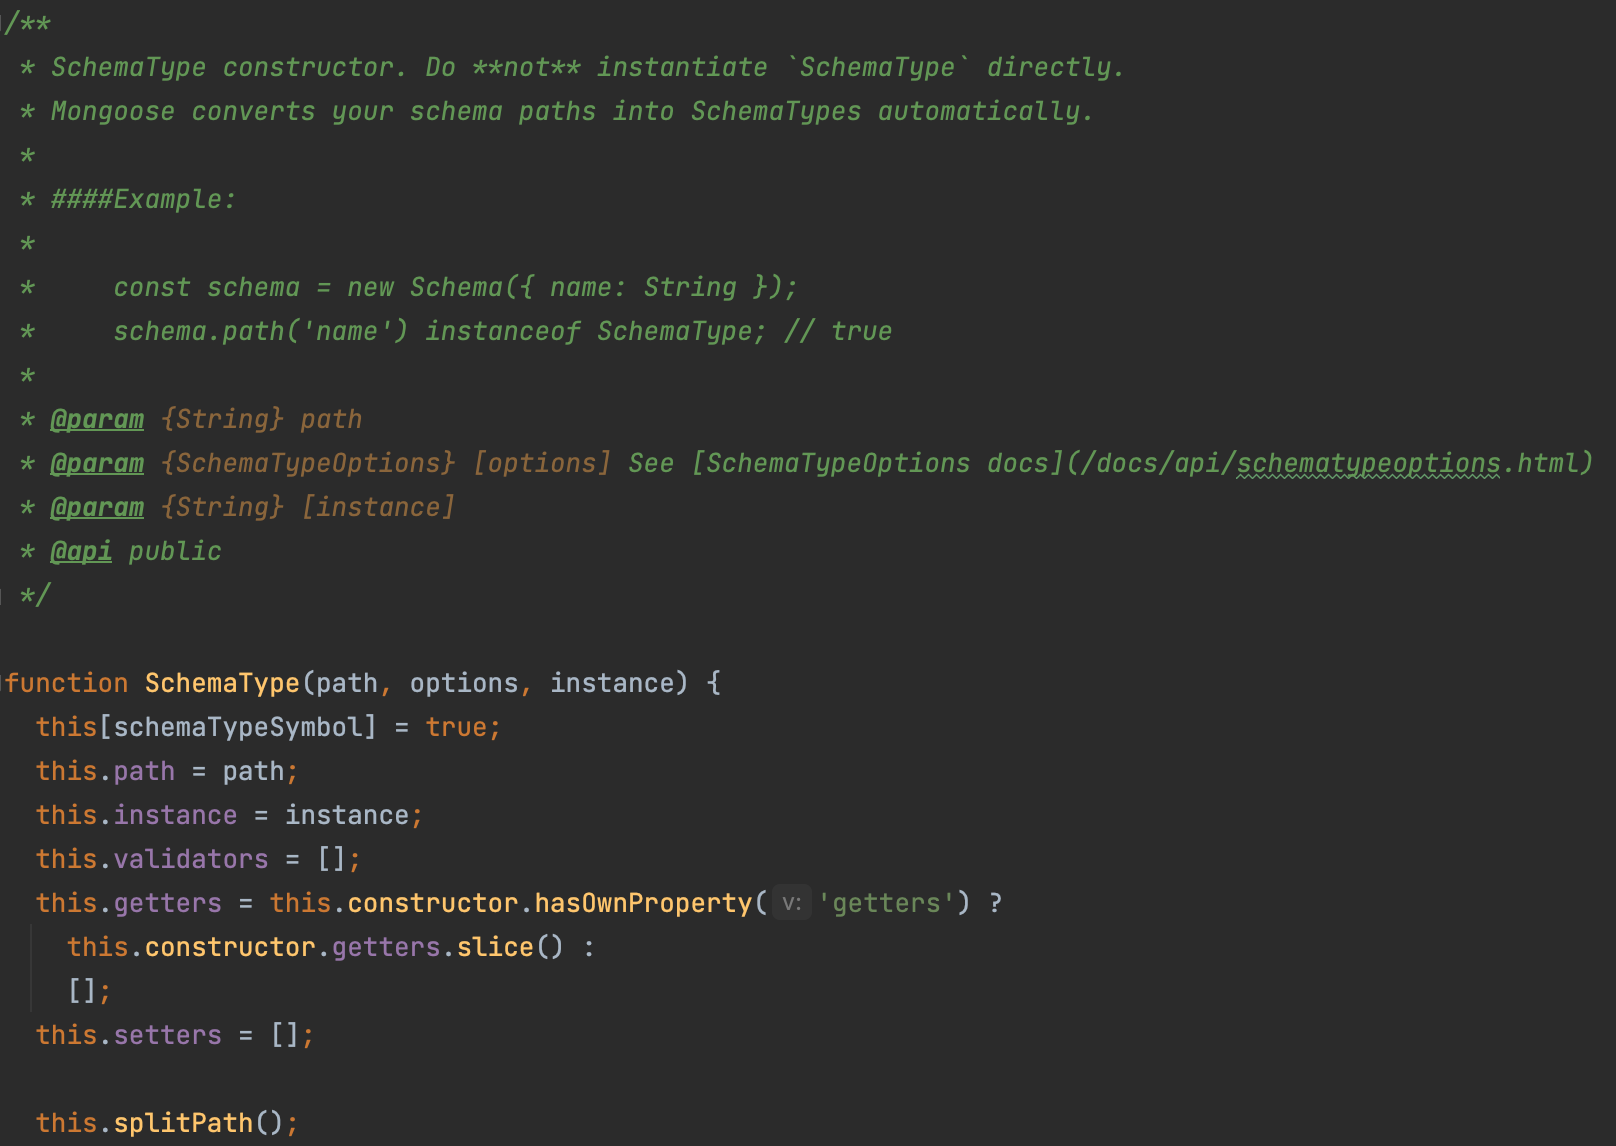 /**
 * SchemaType constructor. Do **not** instantiate `SchemaType` directly.
 * Mongoose converts your schema paths into SchemaTypes automatically.
 *
 * ####Example:
 *
 *     const schema = new Schema({ name: String });
 *     schema.path('name') instanceof SchemaType; // true
 *
 * @param {String} path
 * @param {SchemaTypeOptions} [options] See [SchemaTypeOptions docs](/docs/api/schematypeoptions.html)
 * @param {String} [instance]
 * @api public
 */
function SchemaType(path, options, instance) {
  this[schemaTypeSymbol] = true;
  this.path = path;
  this.instance = instance;
  this.validators = [];
  this.getters = this.constructor.hasOwnProperty( v: 'getters') ?
    this.constructor.getters.slice() :
    [];
  this.setters = [];
  this.splitPath();